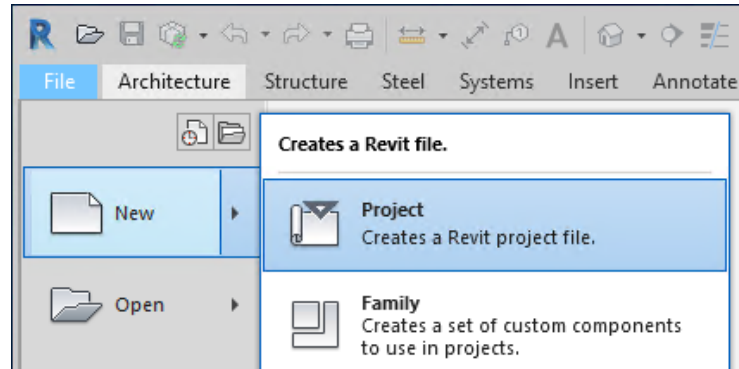 R A
File Architecture Structure Steel Systems Insert Annotate
Creates a Revit file.
New
Project
Creates a Revit project file.
Open
Family
Creates a set of custom components
to use in projects.